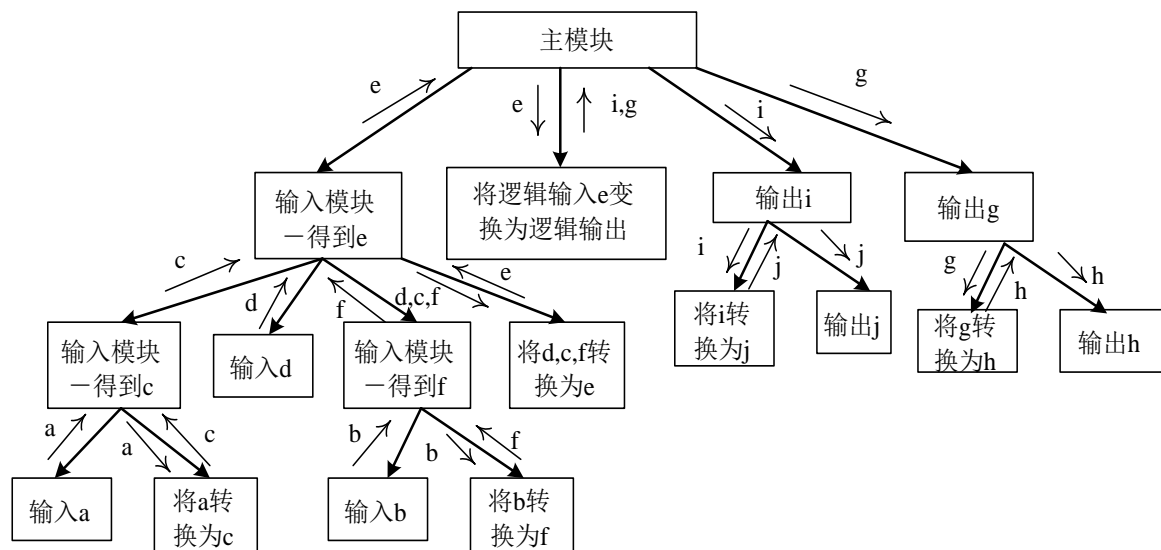 主模块
e
e
i,g
i
g
输入模块
－得到e
将逻辑输入e变
换为逻辑输出
输出i
输出g
c
d
f
d,c,f
e
i
j
j
g
h
h
输入模块
－得到c
输入d
输入模块
－得到f
将d,c,f转
换为e
将i转
换为j
输出j
将g转
换为h
输出h
a
a
c
b
b
f
输入a
将a转
换为c
输入b
将b转
换为f